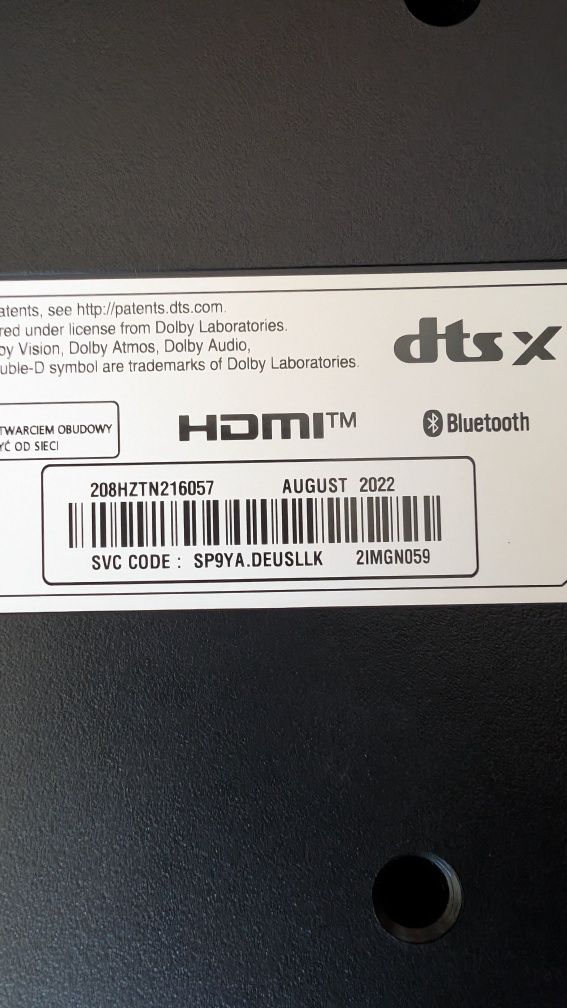 atents, see http://patents.dts.com.
red under license from Dolby Laboratories.
by Vision, Dolby Atmos, Dolby Audio,
uble-D symbol are trademarks of Dolby Laboratories.
dts x
TWARCIEM OBUDOWY
YĆ OD SIECI
HDMI™
Bluetooth
208HZTN216057 AUGUST 2022
SVC CODE : SP9YA.DEUSLLK 2IMGN059